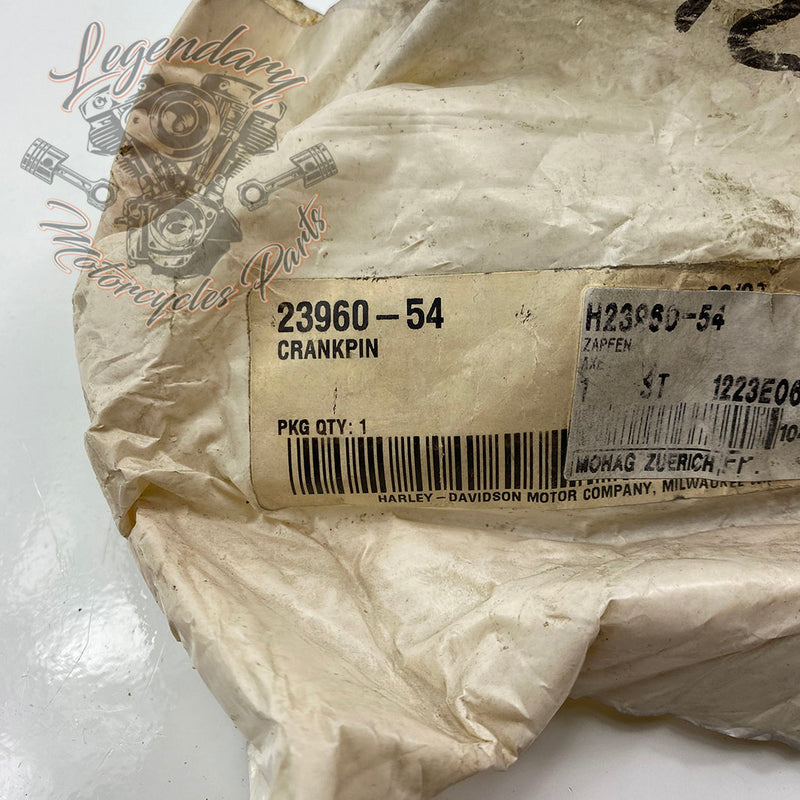 Legendary
Motorcycles Parts
23960-54
CRANKPIN
PKG QTY: 1
HARLEY-DAVIDSON MOTOR COMPANY, MILWAUKEE
H23960-54
ZAPFEN
AXE
1 ST 1223E06
MOHAG ZUERICH